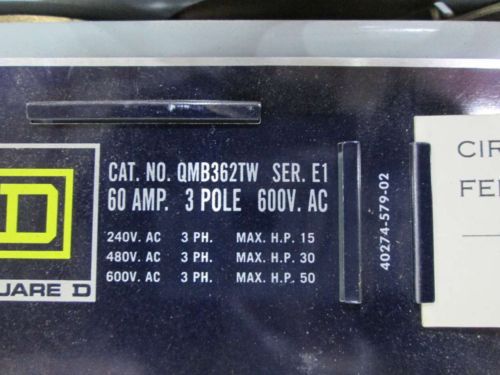 CAT. NO. QMB362TW SER. E1
60 AMP. 3 POLE 600V. AC
240V. AC 3 PH. MAX. H.P. 15
480V. AC 3 PH. MAX. H.P. 30
600V. AC 3 PH. MAX. H.P. 50
D
UARE D
40274-579-02
CIR
FEI